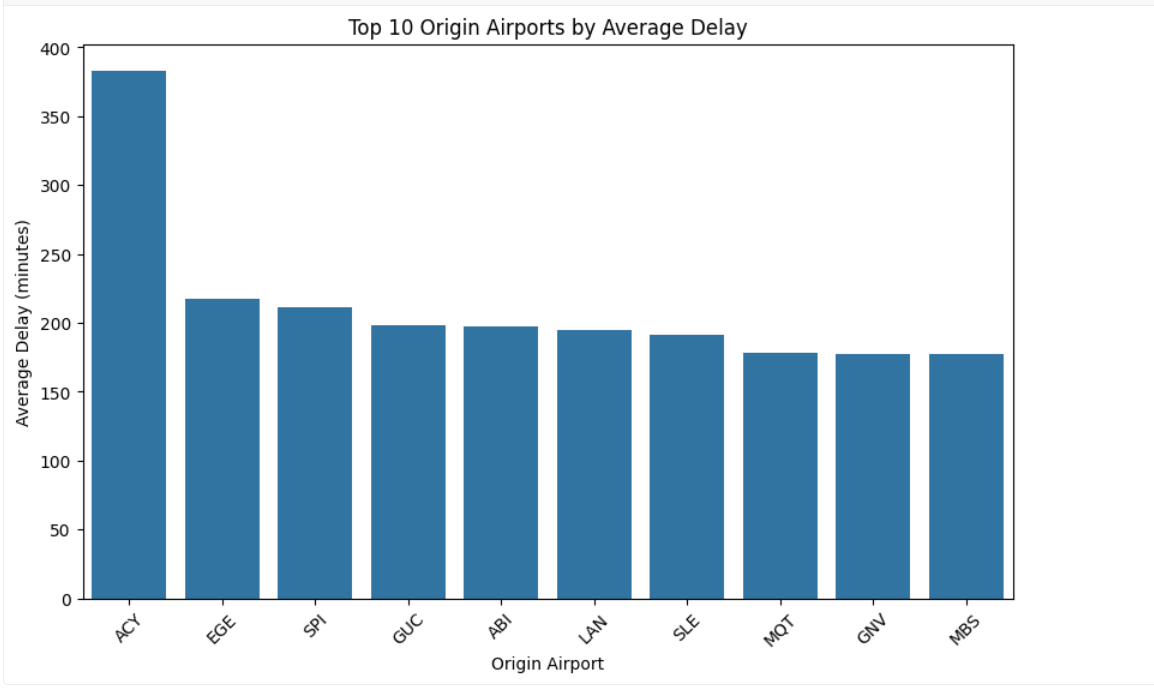 Top 10 Origin Airports by Average Delay
400
350
300
250
200
150
100
50
0
Average Delay (minutes)
ACY
EGE
SPI
GUC
ABI
LAN
SLE
MQT
GNV
MBS
Origin Airport